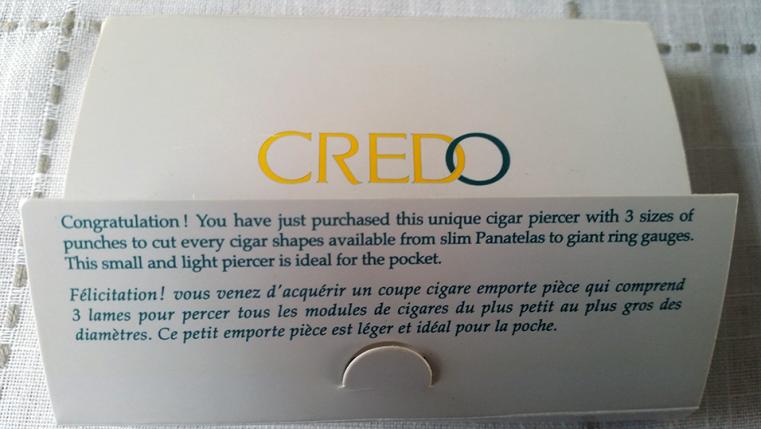 CREDO
Congratulation! You have just purchased this unique cigar piercer with 3 sizes of
punches to cut every cigar shapes available from slim Panatelas to giant ring gauges.
This small and light piercer is ideal for the pocket.
Félicitation! vous venez d'acquérir un coupe cigare emporte pièce qui comprend
3 lames pour percer tous les modules de cigares du plus petit au plus gros des
diamètres. Ce petit emporte pièce est léger et idéal pour la poche.